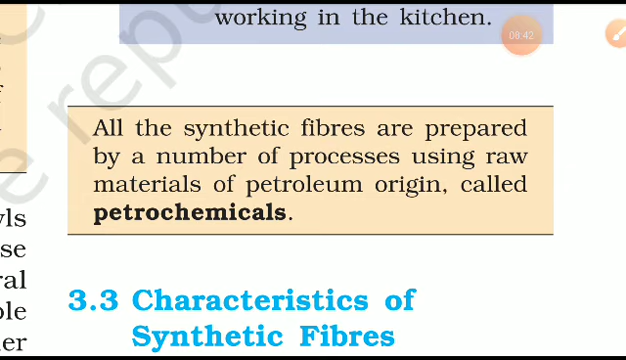 working in the kitchen.
08:42
All the synthetic fibres are prepared
by a number of processes using raw
materials of petroleum origin, called
petrochemicals.
3.3 Characteristics of
Synthetic Fibres